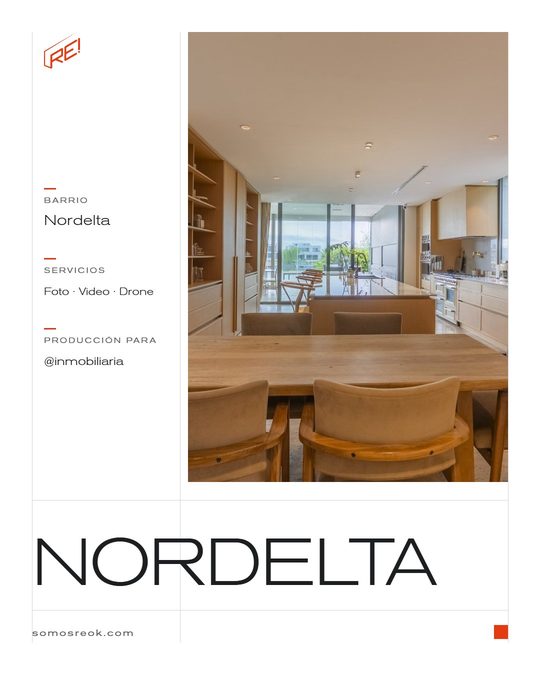 RE!
BARRIO
Nordelta
SERVICIOS
Foto · Video · Drone
PRODUCCIÓN PARA
@inmobiliaria
NORDELTA
somosreok.com